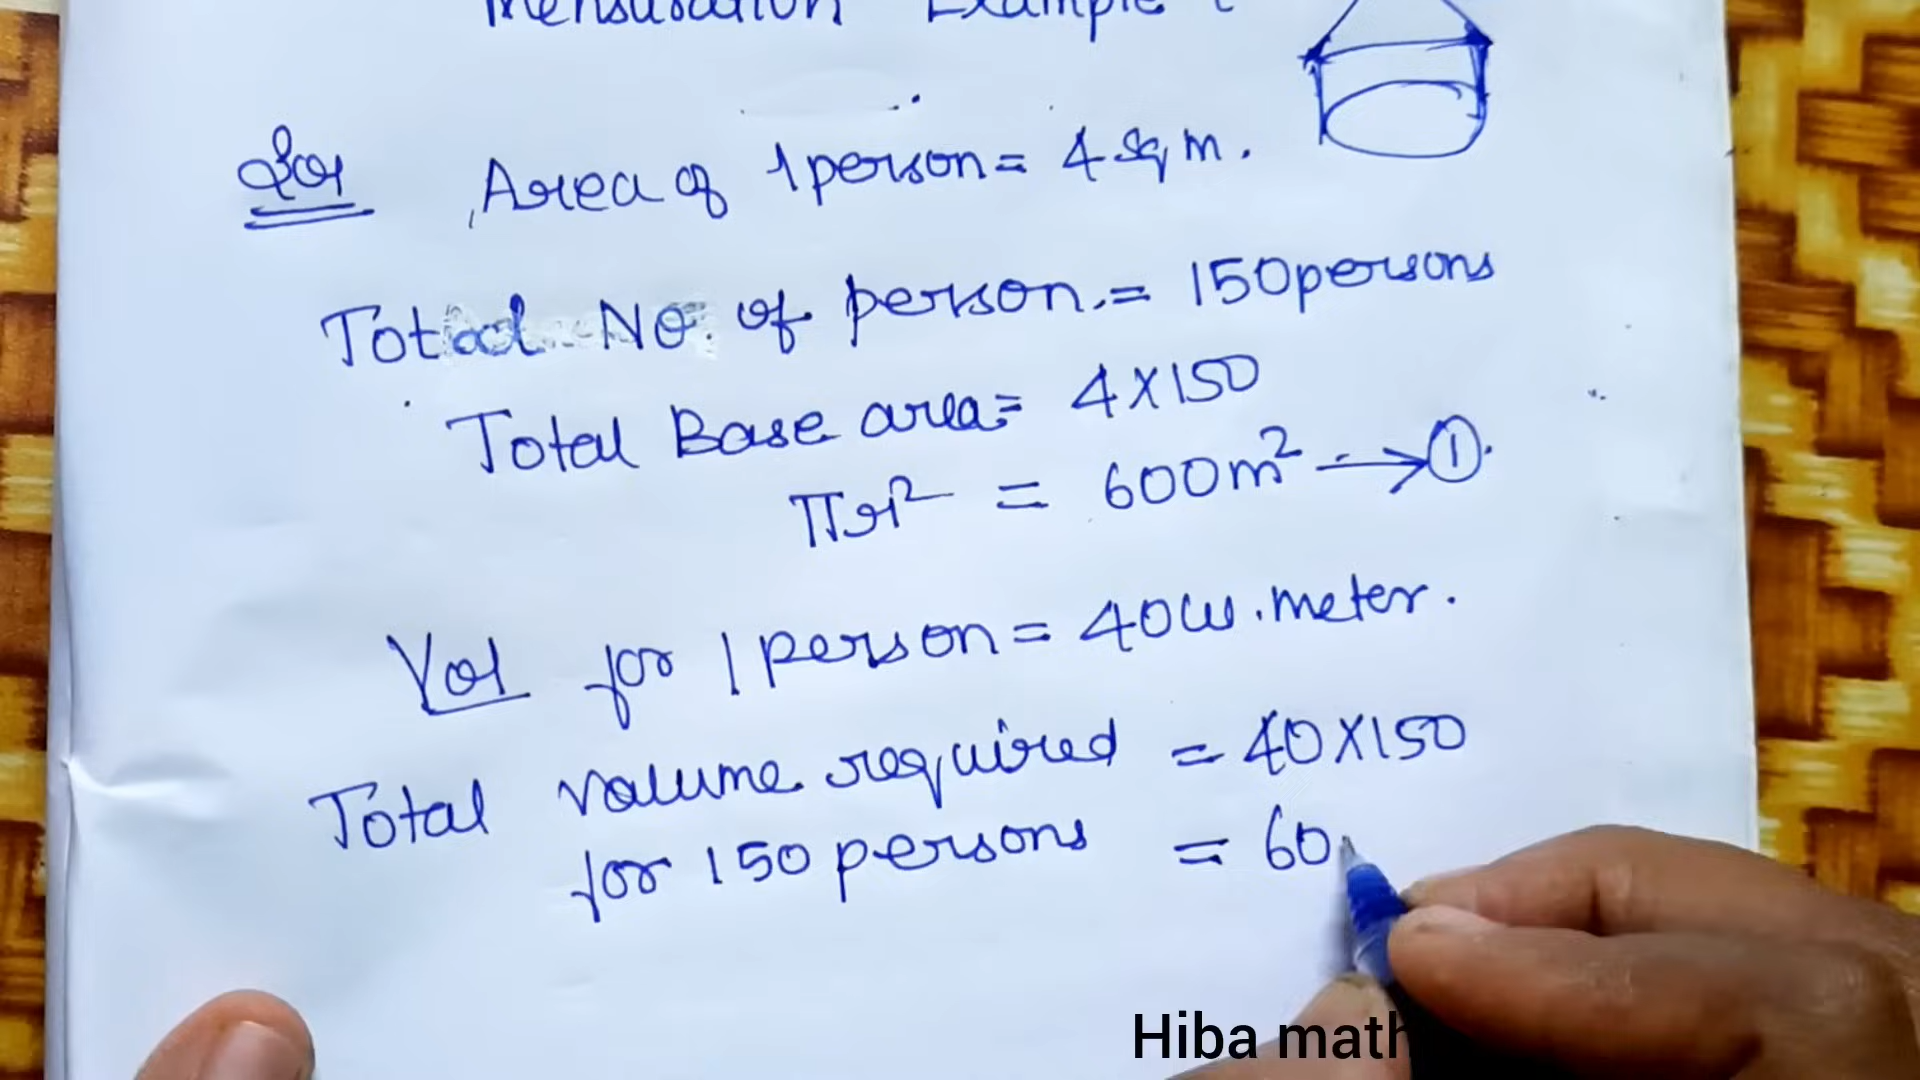 Mensuration Example
Sol Area of 1 person = 4 sq m.
Total No. of person. = 150 persons
Total Base area = 4 X 150
πr² = 600m² → ①.
Vol for 1 person = 40 cu. meter.
Total volume required = 40 X 150
for 150 persons = 60
Hiba math